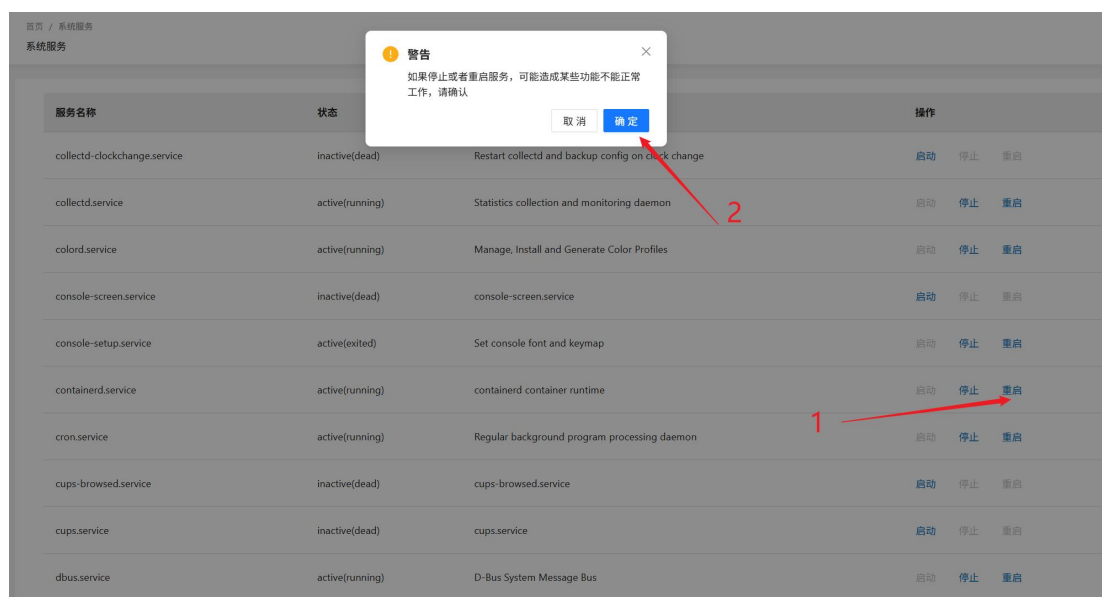 首页 / 系统服务
系统服务
警告
如果停止或者重启服务，可能造成某些功能不能正常
工作，请确认
取 消 确 定
服务名称 状态 操作
collectd-clockchange.service inactive(dead) Restart collectd and backup config on clock change 启动 停止 重启
2
collectd.service active(running) Statistics collection and monitoring daemon 启动 停止 重启
colord.service active(running) Manage, Install and Generate Color Profiles 启动 停止 重启
console-screen.service inactive(dead) console-screen.service 启动 停止 重启
console-setup.service active(exited) Set console font and keymap 启动 停止 重启
containerd.service active(running) containerd container runtime 启动 停止 重启
1
cron.service active(running) Regular background program processing daemon 启动 停止 重启
cups-browsed.service inactive(dead) cups-browsed.service 启动 停止 重启
cups.service inactive(dead) cups.service 启动 停止 重启
dbus.service active(running) D-Bus System Message Bus 启动 停止 重启